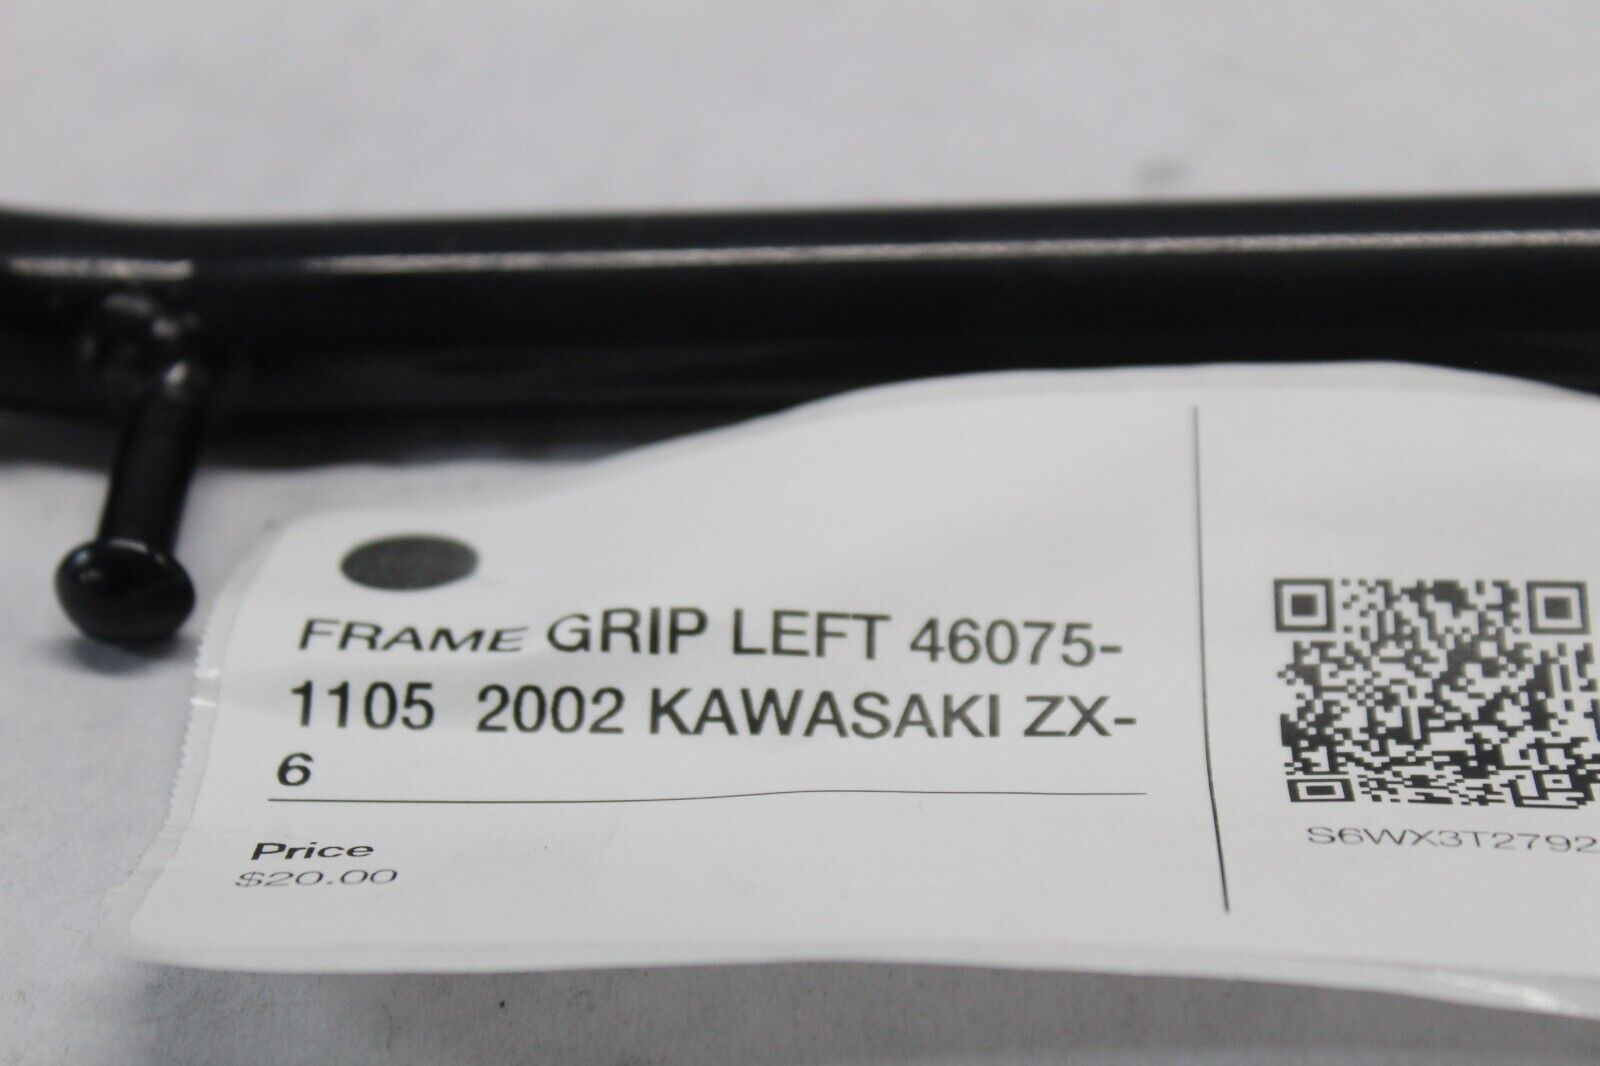 FRAME GRIP LEFT 46075-
1105 2002 KAWASAKI ZX-
6
Price
$20.00
S6WX3T2792